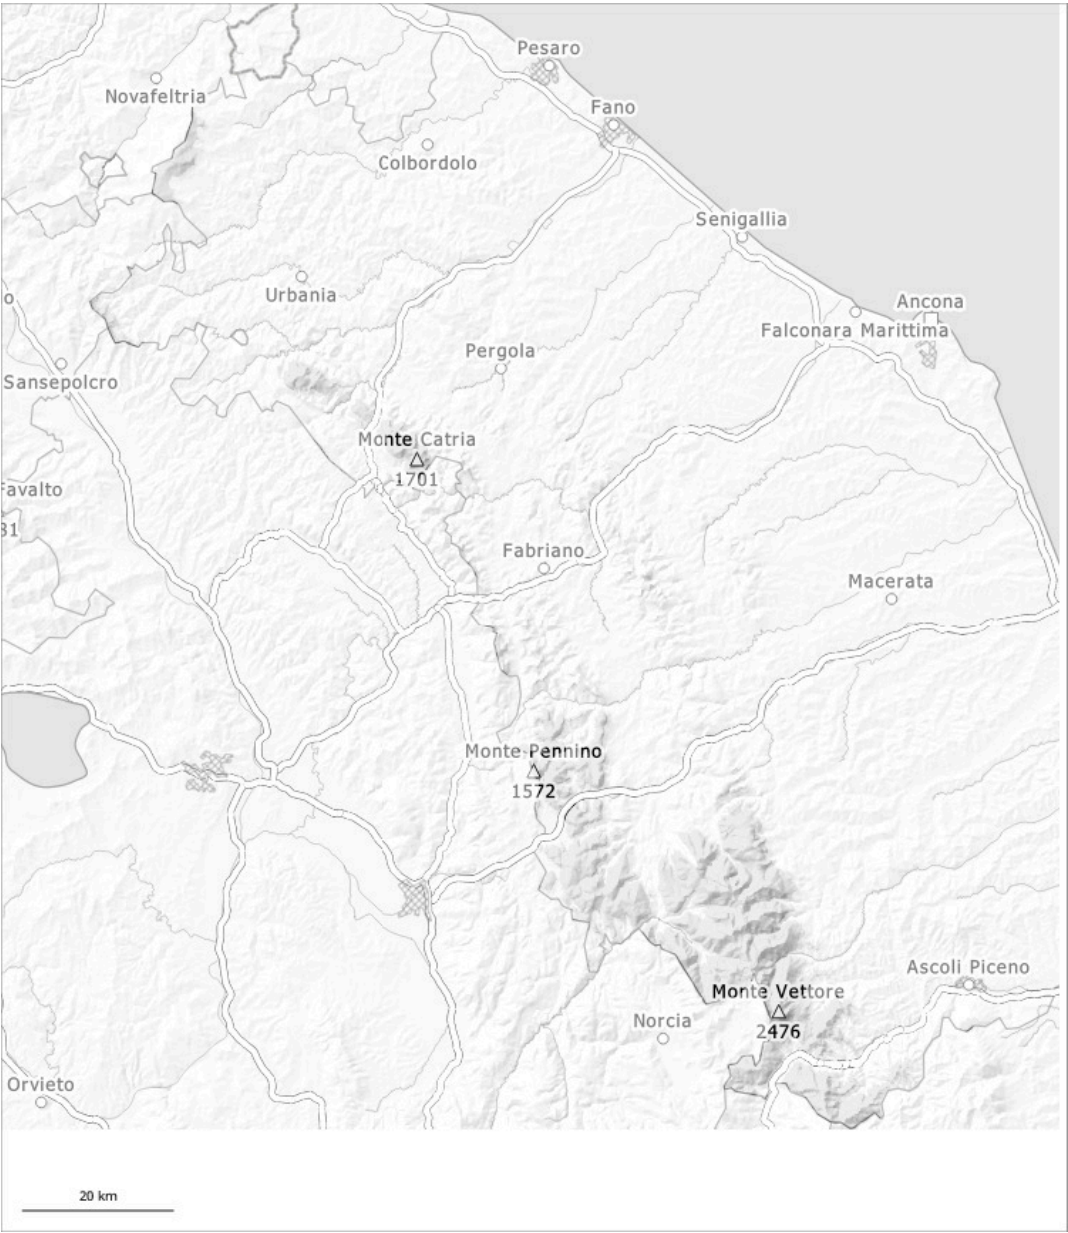 Pesaro
Novafeltria
Fano
Colbordolo
Senigallia
Urbania
o
Ancona
Falconara Marittima
Pergola
Sansepolcro
Monte Catria
1701
Favalto
31
Fabriano
Macerata
Monte Pennino
1572
Ascoli Piceno
Monte Vettore
Norcia
2476
Orvieto
20 km